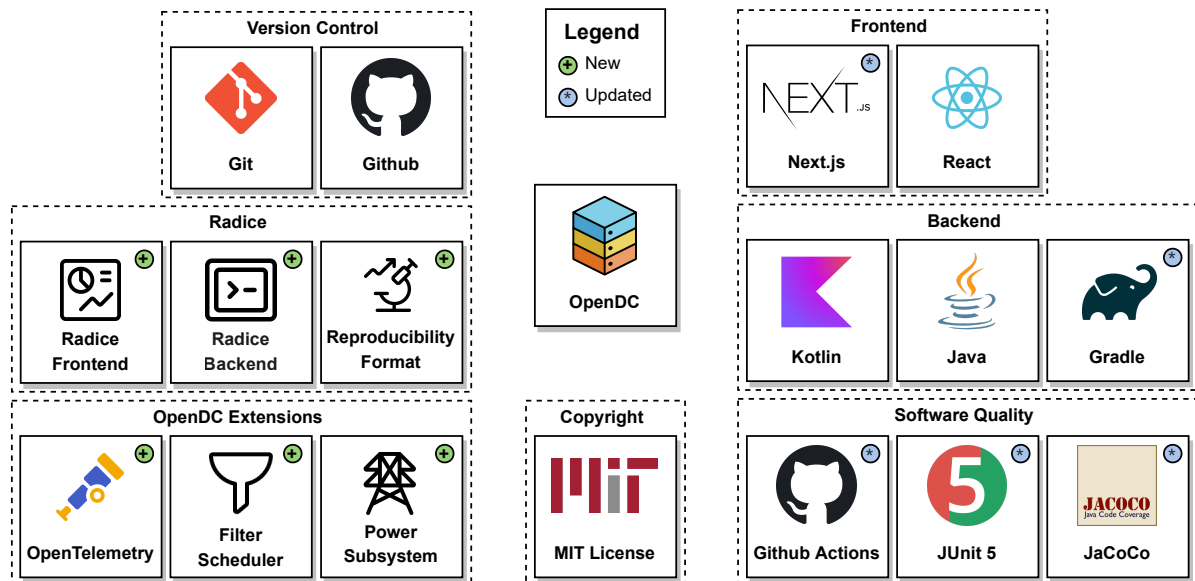 Version Control
Git
Github
Legend
+ New
* Updated
Frontend
*
NEXT.JS
Next.js
React
OpenDC
Radice
+
Radice
Frontend
+
Radice
Backend
+
Reproducibility
Format
Backend
Kotlin
Java
*
Gradle
OpenDC Extensions
+
OpenTelemetry
+
Filter
Scheduler
+
Power
Subsystem
Copyright
MIT
MIT License
Software Quality
*
Github Actions
*
5
JUnit 5
*
JACOCO
Java Code Coverage
JaCoCo